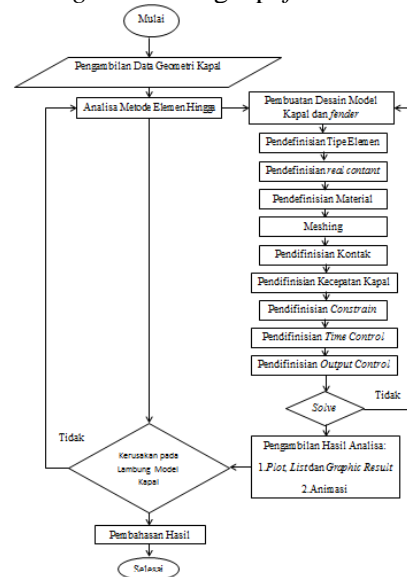 Mulai
Pengambilan Data Geometri Kapal
Analisa Metode Elemen Hingga
Pembuatan Desain Model
Kapal dan fender
Pendefinisian Tipe Elemen
Pendefinisian real contant
Pendefinisian Material
Meshing
Pendifinisian Kontak
Pendifinisian Kecepatan Kapal
Pendifinisian Constrain
Pendifinisian Time Control
Pendifinisian Output Control
Solve
Tidak
Pengambilan Hasil Analisa:
1.Plot, List dan Graphic Result
2.Animasi
Tidak
Kerusakan pada
Lambung Model
Kapal
Pembahasan Hasil
Selesai